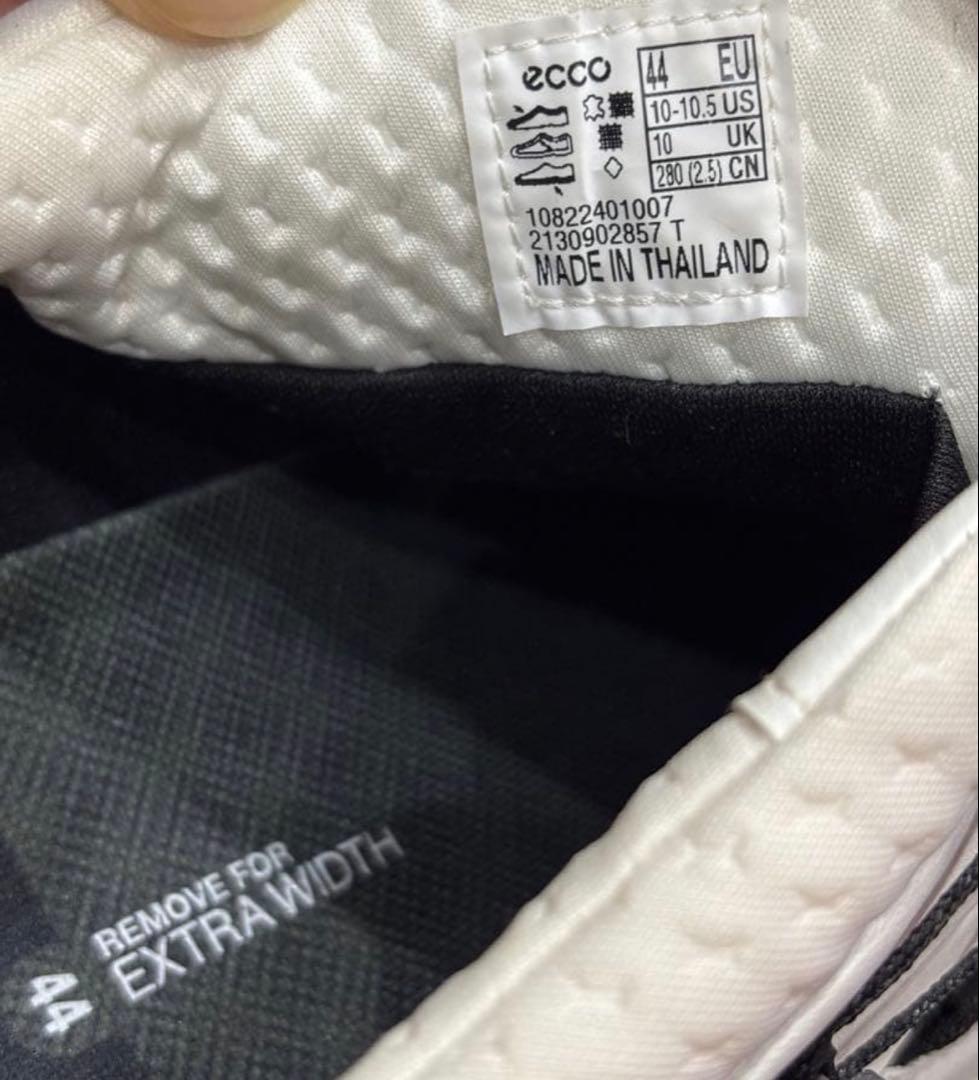 ecco
44 EU
10-10.5 US
10 UK
280 (2.5) CN
10822401007
2130902857 T
MADE IN THAILAND
REMOVE FOR
EXTRA WIDTH
44